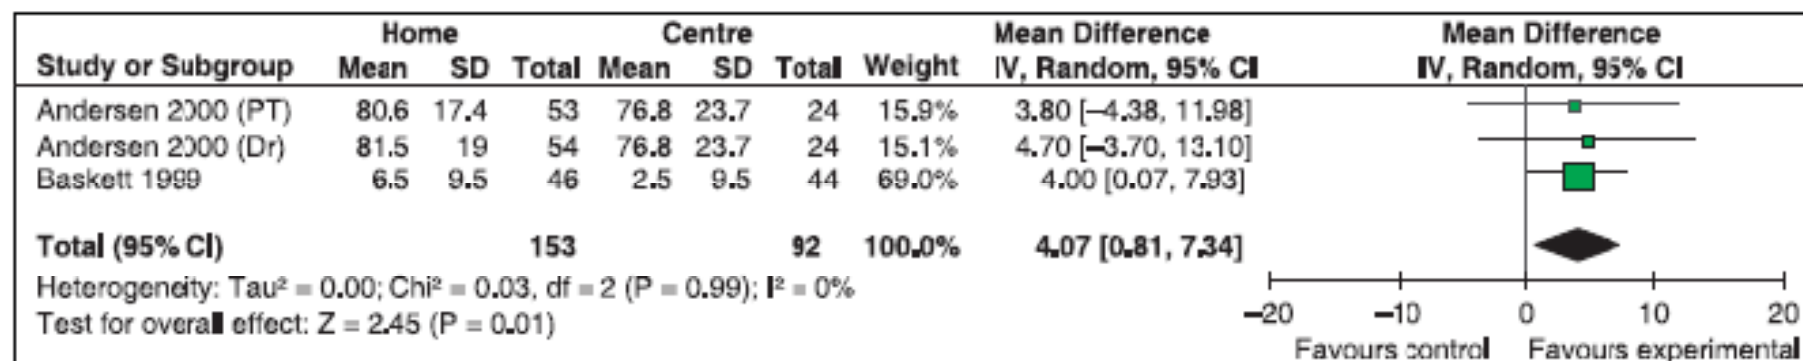 Home Centre Mean Difference Mean Difference
Study or Subgroup Mean SD Total Mean SD Total Weight IV, Random, 95% CI IV, Random, 95% CI
Andersen 2000 (PT) 80.6 17.4 53 76.8 23.7 24 15.9% 3.80 [–4.38, 11.98]
Andersen 2000 (Dr) 81.5 19 54 76.8 23.7 24 15.1% 4.70 [–3.70, 13.10]
Baskett 1999 6.5 9.5 46 2.5 9.5 44 69.0% 4.00 [0.07, 7.93]
Total (95% CI) 153 92 100.0% 4.07 [0.81, 7.34]
Heterogeneity: Tau² = 0.00; Chi² = 0.03, df = 2 (P = 0.99); I² = 0%
Test for overall effect: Z = 2.45 (P = 0.01)
–20 –10 0 10 20
Favours control Favours experimental